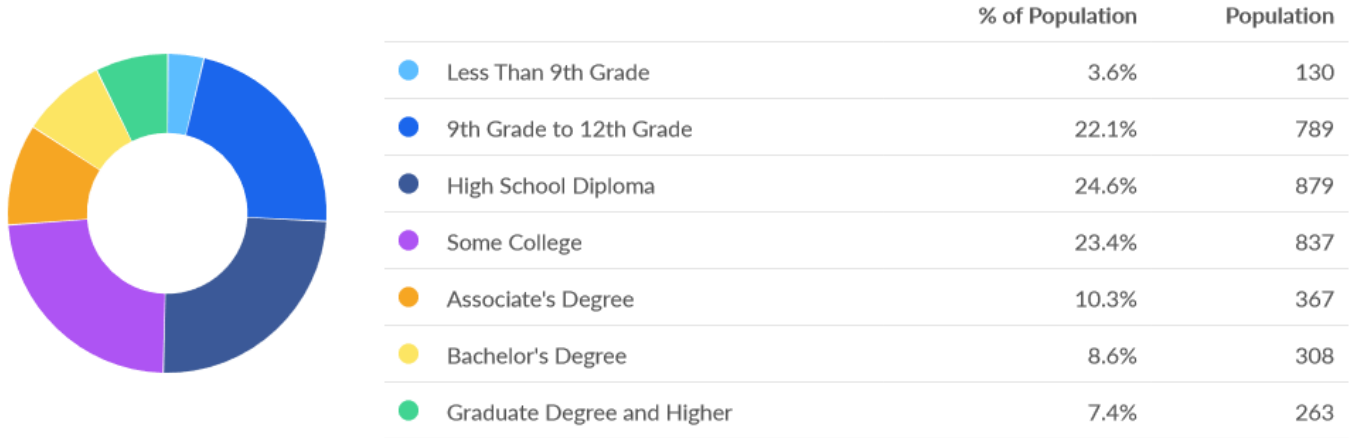 % of Population Population
Less Than 9th Grade 3.6% 130
9th Grade to 12th Grade 22.1% 789
High School Diploma 24.6% 879
Some College 23.4% 837
Associate's Degree 10.3% 367
Bachelor's Degree 8.6% 308
Graduate Degree and Higher 7.4% 263